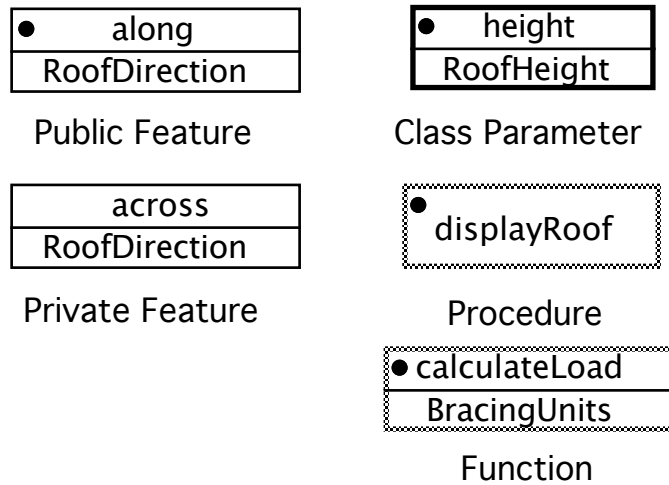 along
RoofDirection
Public Feature
height
RoofHeight
Class Parameter
across
RoofDirection
Private Feature
displayRoof
Procedure
calculateLoad
BracingUnits
Function